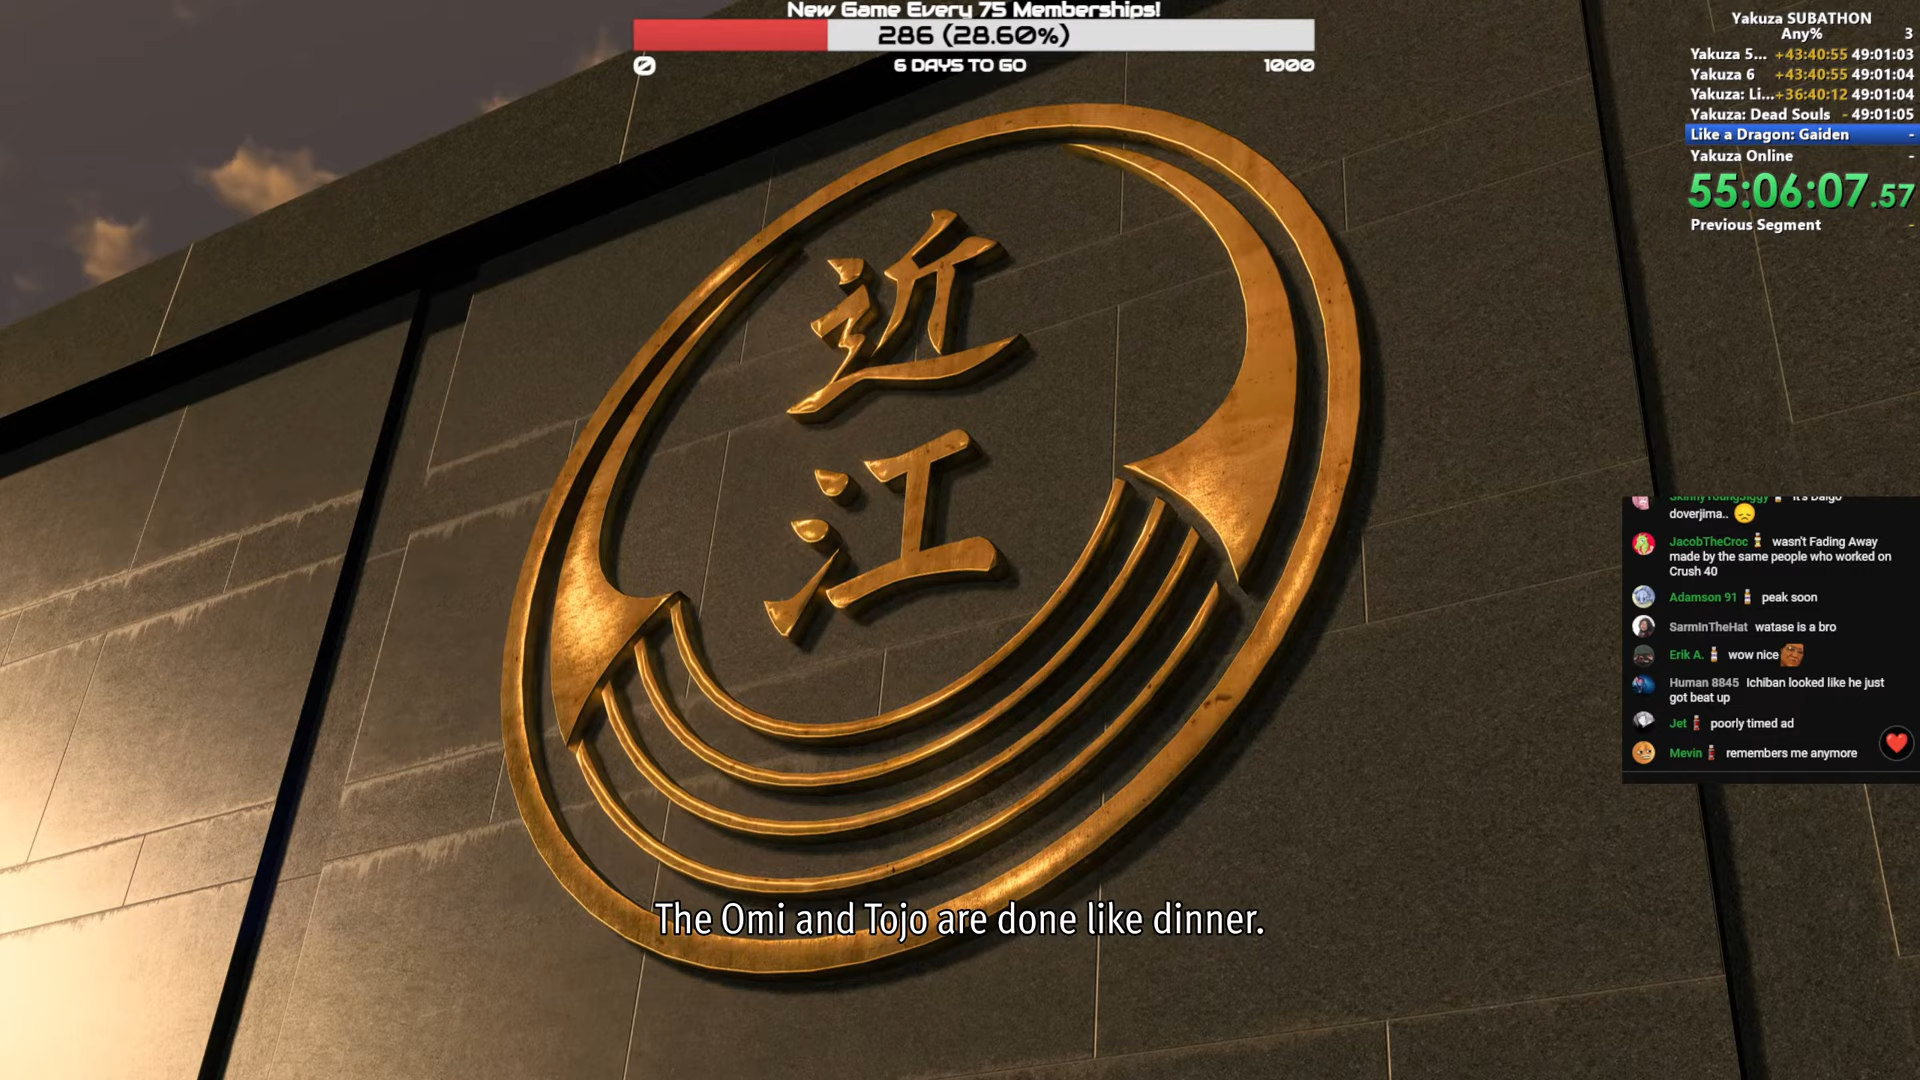 New Game Every 75 Memberships!
286 (28.60%)
0
6 DAYS TO GO
1000
Yakuza SUBATHON
Any%
3
Yakuza 5... +43:40:55 49:01:03
Yakuza 6 +43:40:55 49:01:04
Yakuza: Li...+36:40:12 49:01:04
Yakuza: Dead Souls - 49:01:05
Like a Dragon: Gaiden -
Yakuza Online -
55:06:07.57
Previous Segment -
近
江
SkinnyYoungJiggy It's Daigo
doverjima..
JacobTheCroc wasn't Fading Away
made by the same people who worked on
Crush 40
Adamson 91 peak soon
SarmInTheHat watase is a bro
Erik A. wow nice
Human 8845 Ichiban looked like he just
got beat up
Jet poorly timed ad
Mevin remembers me anymore
The Omi and Tojo are done like dinner.